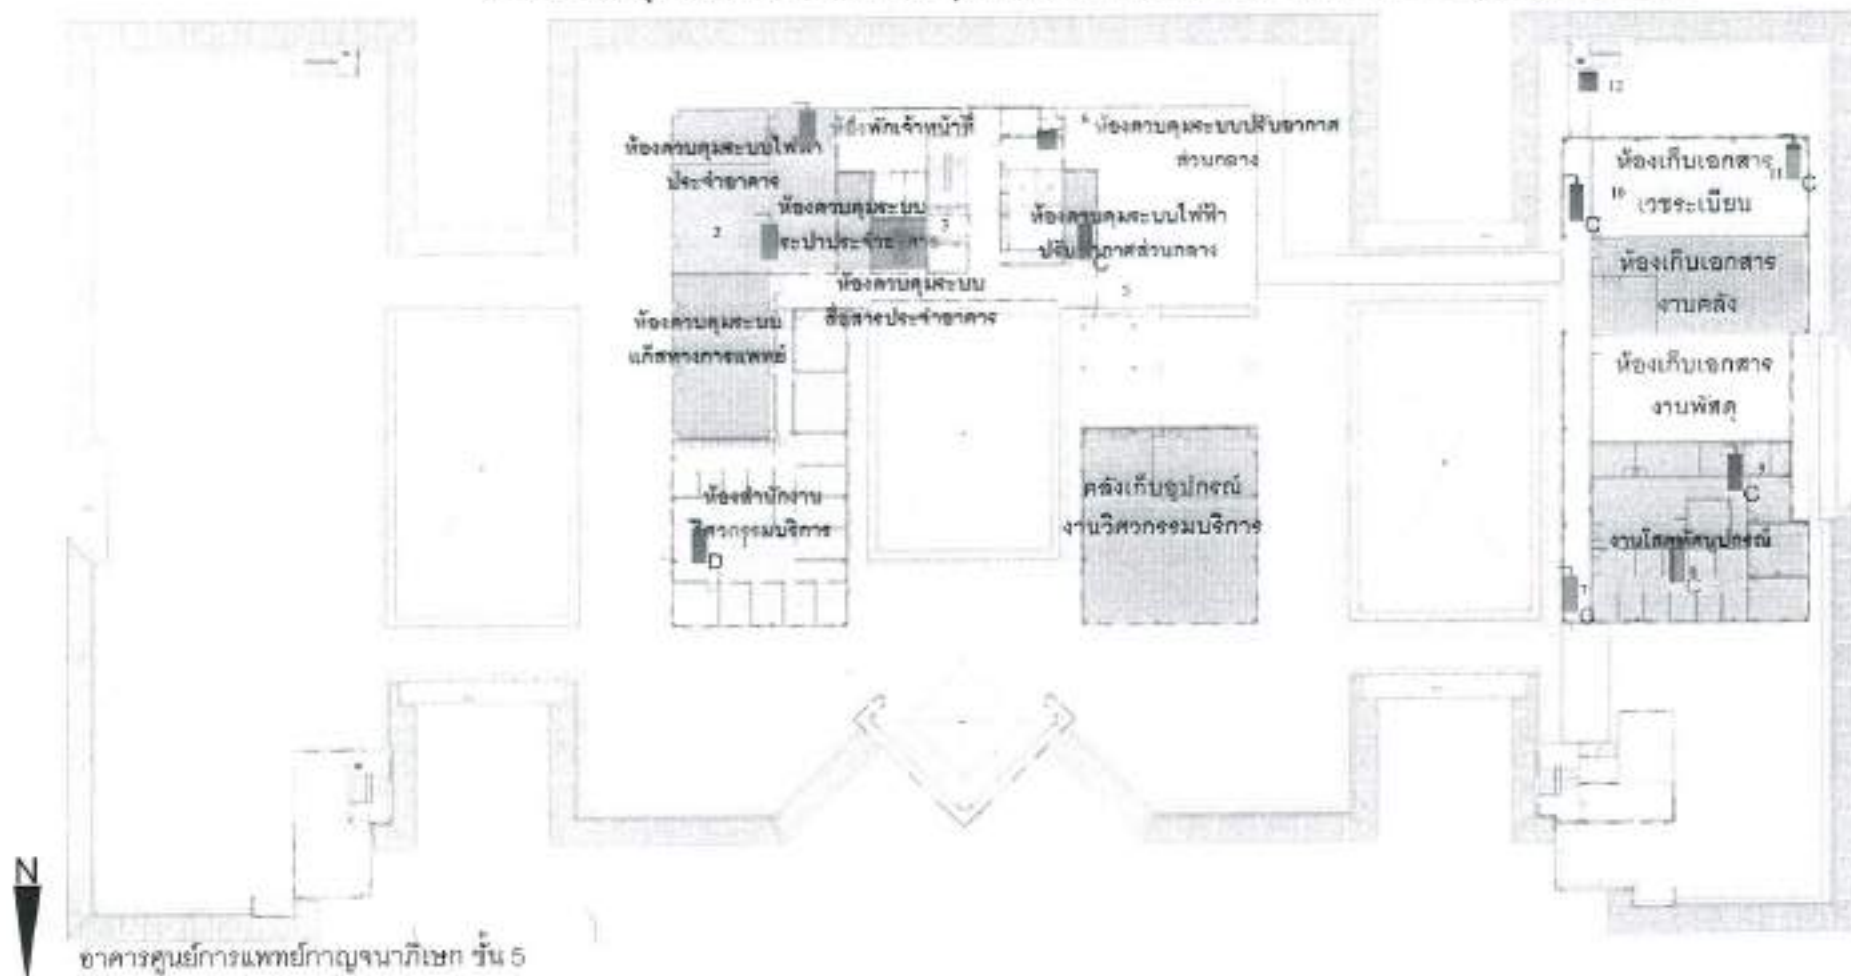 12
ห้องพักเจ้าหน้าที่
6
ห้องควบคุมระบบปรับอากาศ
ส่วนกลาง
ห้องควบคุมระบบไฟฟ้า
ประจำอาคาร
ห้องเก็บเอกสาร
เวชระเบียน
10
11
C
C
2
ห้องควบคุมระบบ
ระปาประจำอาคาร
3
ห้องควบคุมระบบไฟฟ้า
ปรับอากาศส่วนกลาง
C
5
ห้องเก็บเอกสาร
งานคลัง
ห้องควบคุมระบบ
สื่อสารประจำอาคาร
ห้องควบคุมระบบ
แก๊สทางการแพทย์
ห้องเก็บเอกสาร
งานพัสดุ
9
C
ห้องสำนักงาน
วิศวกรรมบริการ
D
คลังเก็บอุปกรณ์
งานวิศวกรรมบริการ
งานโสตทัศนูปกรณ์
8
C
7
C
N
อาคารศูนย์การแพทย์กาญจนาภิเษก ชั้น 5